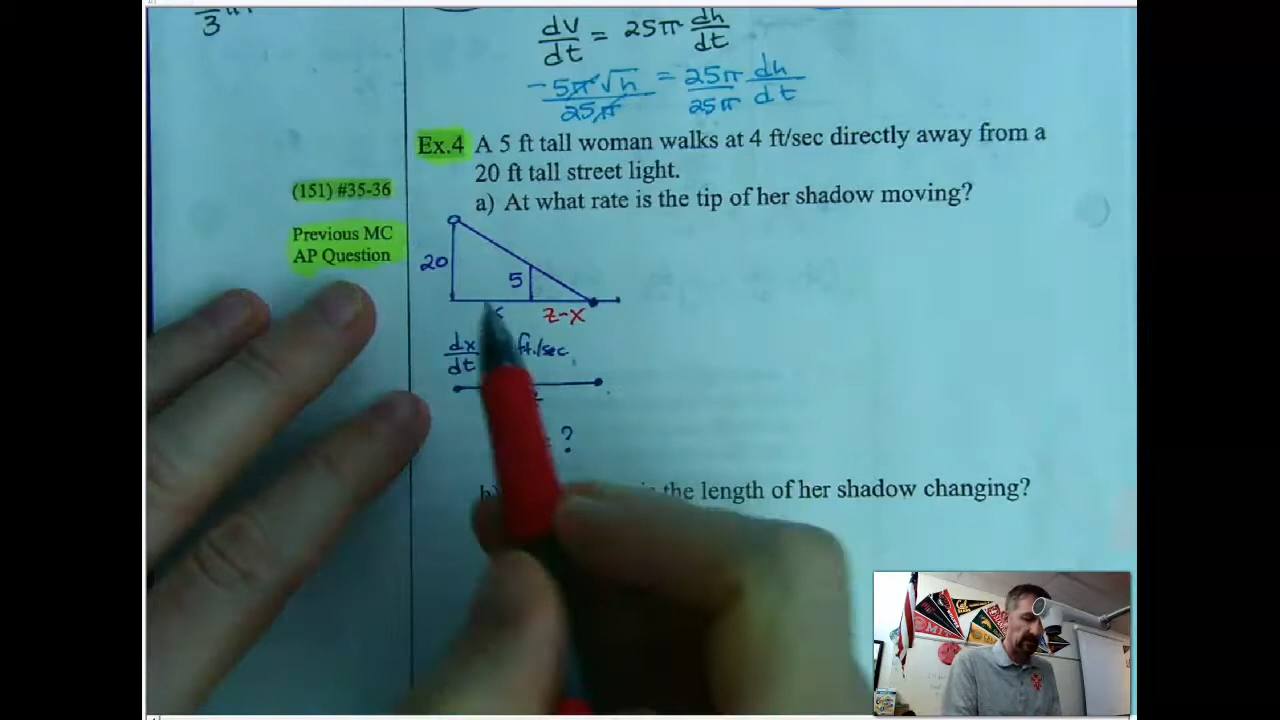 3
dV/dt = 25π dh/dt
-5π√h/25π = 25π/25π dh/dt
Ex.4 A 5 ft tall woman walks at 4 ft/sec directly away from a
20 ft tall street light.
(151) #35-36
a) At what rate is the tip of her shadow moving?
Previous MC
AP Question
20
5
z-x
dx/dt ft./sec
?
the length of her shadow changing?